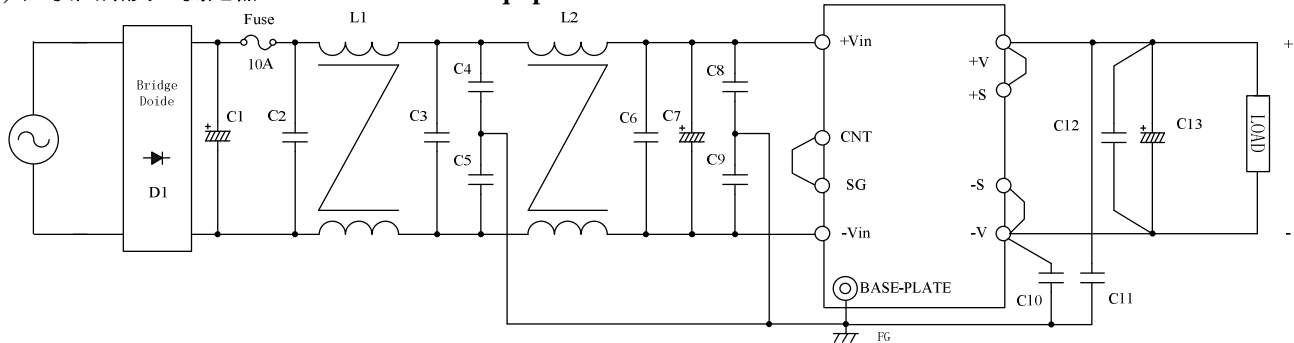 Fuse
10A
L1
L2
Bridge
Doide
D1
C1
C2
C3
C4
C5
C6
C7
C8
C9
+Vin
CNT
SG
-Vin
BASE-PLATE
FG
+V
+S
-S
-V
C10
C11
C12
C13
LOAD
+
-